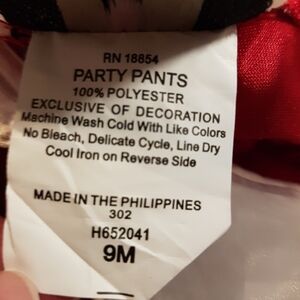 RN 18854
PARTY PANTS
100% POLYESTER
EXCLUSIVE OF DECORATION
Machine Wash Cold With Like Colors
No Bleach, Delicate Cycle, Line Dry
Cool Iron on Reverse Side
MADE IN THE PHILIPPINES
302
H652041
9M